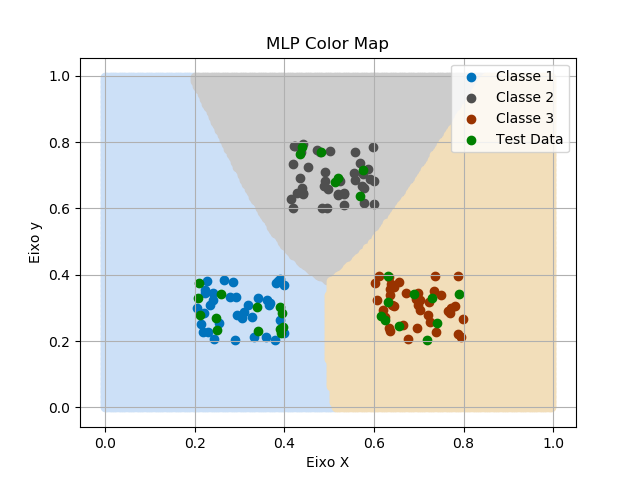 MLP Color Map
Classe 1
Classe 2
Classe 3
Test Data
Eixo y
1.0
0.8
0.6
0.4
0.2
0.0
0.0 0.2 0.4 0.6 0.8 1.0
Eixo X